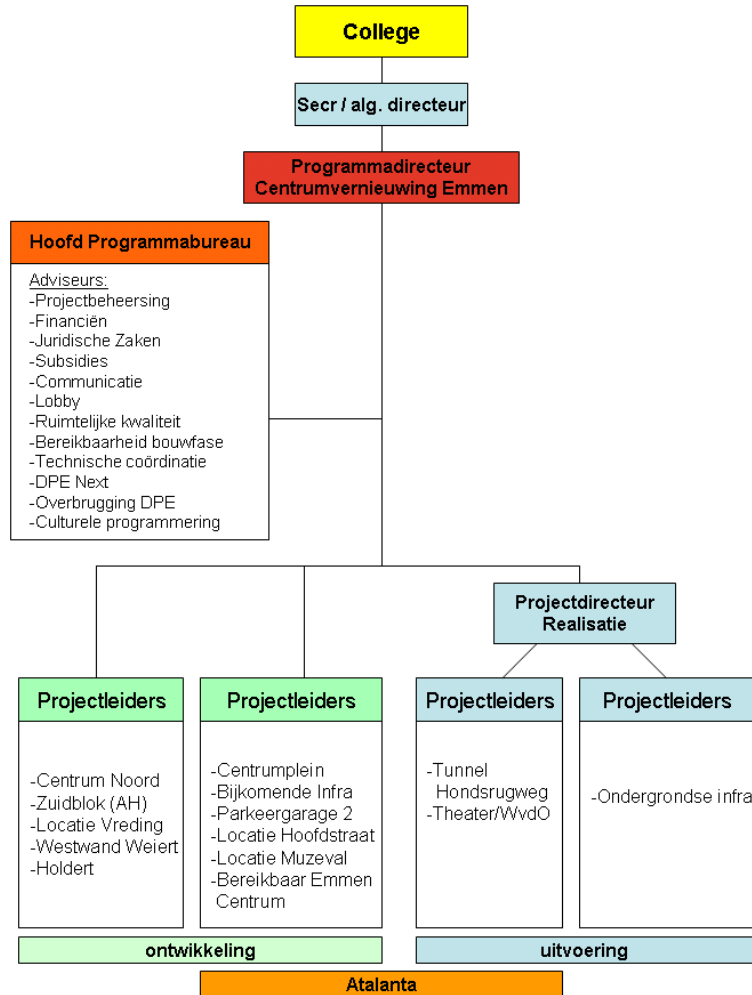 College
Secr / alg. directeur
Programmadirecteur
Centrumvernieuwing Emmen
Hoofd Programmabureau
Adviseurs:
-Projectbeheersing
-Financiën
-Juridische Zaken
-Subsidies
-Communicatie
-Lobby
-Ruimtelijke kwaliteit
-Bereikbaarheid bouwfase
-Technische coördinatie
-DPE Next
-Overbrugging DPE
-Culturele programmering
Projectdirecteur
Realisatie
Projectleiders
-Centrum Noord
-Zuidblok (AH)
-Locatie Vreding
-Westwand Weiert
-Holdert
Projectleiders
-Centrumplein
-Bijkomende Infra
-Parkeergarage 2
-Locatie Hoofdstraat
-Locatie Muzeval
-Bereikbaar Emmen
Centrum
Projectleiders
-Tunnel
Hondsrugweg
-Theater/WvdO
Projectleiders
-Ondergrondse infra
ontwikkeling
uitvoering
Atalanta